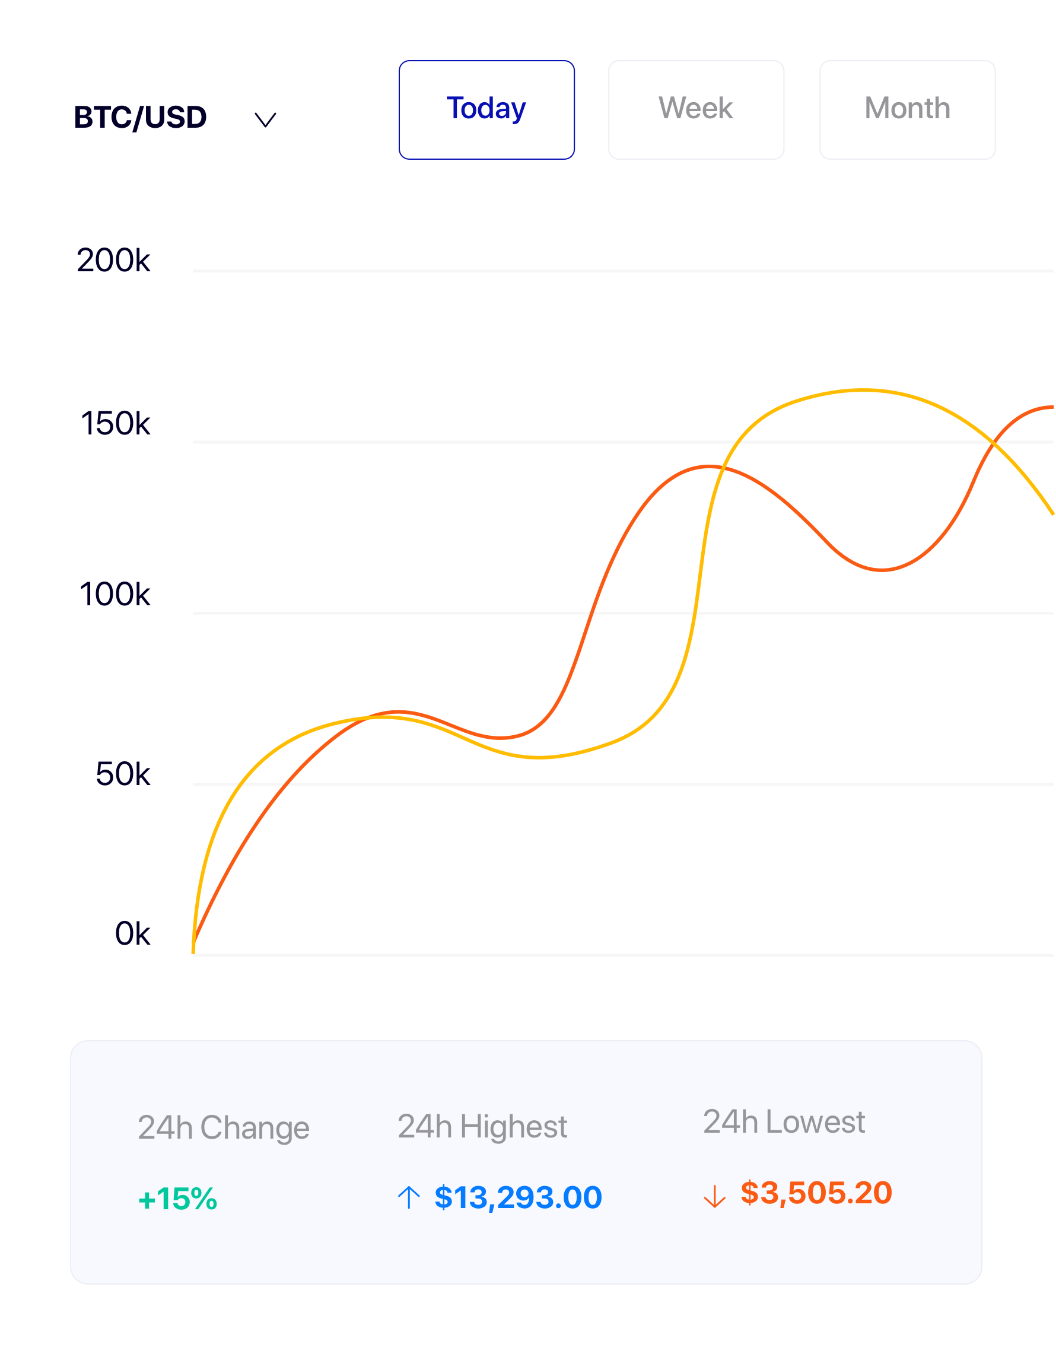 BTC/USD
Today
Week
Month
200k
150k
100k
50k
0k
24h Change
24h Highest
24h Lowest
+15%
↑ $13,293.00
↓ $3,505.20